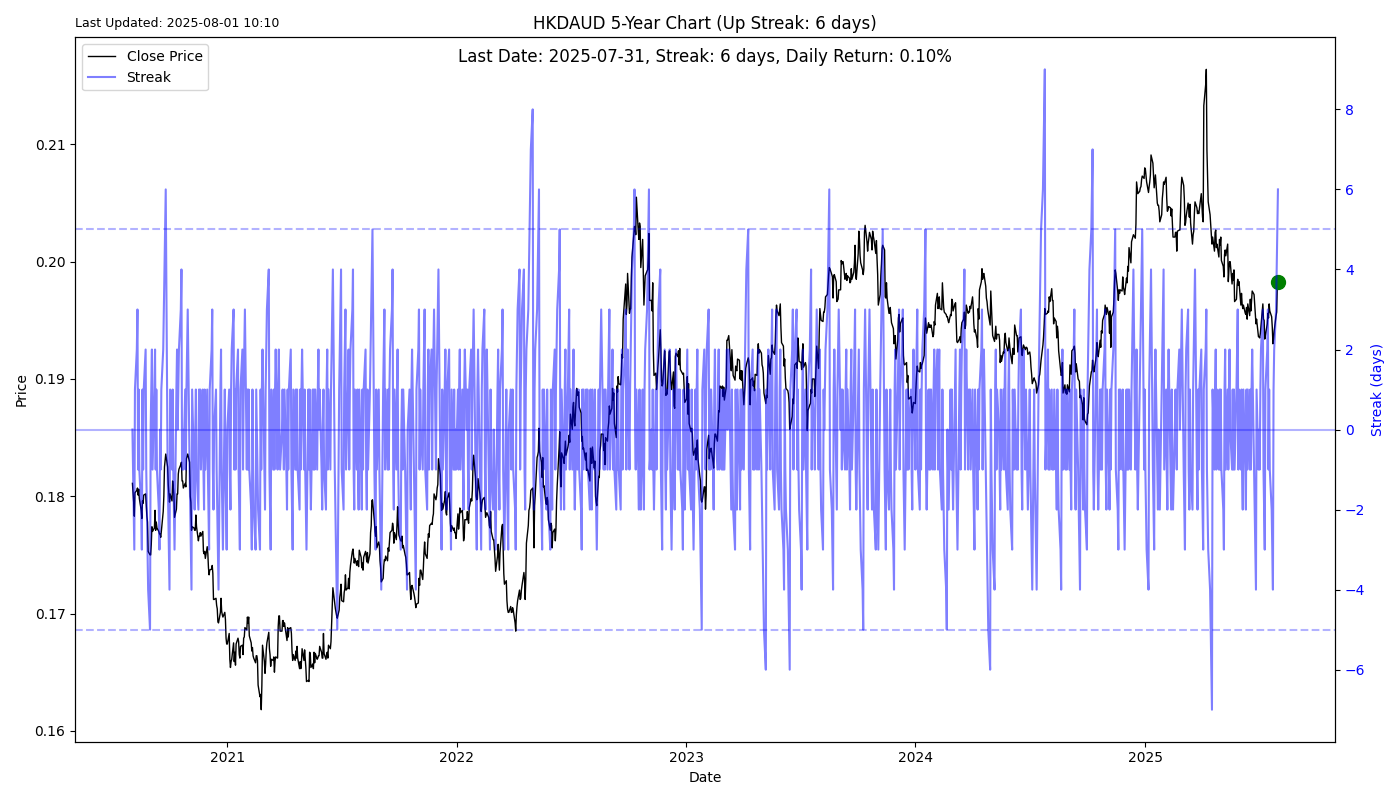 Last Updated: 2025-08-01 10:10
HKDAUD 5-Year Chart (Up Streak: 6 days)
Last Date: 2025-07-31, Streak: 6 days, Daily Return: 0.10%
Close Price
Streak
0.21
0.20
0.19
0.18
0.17
0.16
Price
8
6
4
2
0
−2
−4
−6
Streak (days)
2021
2022
2023
2024
2025
Date